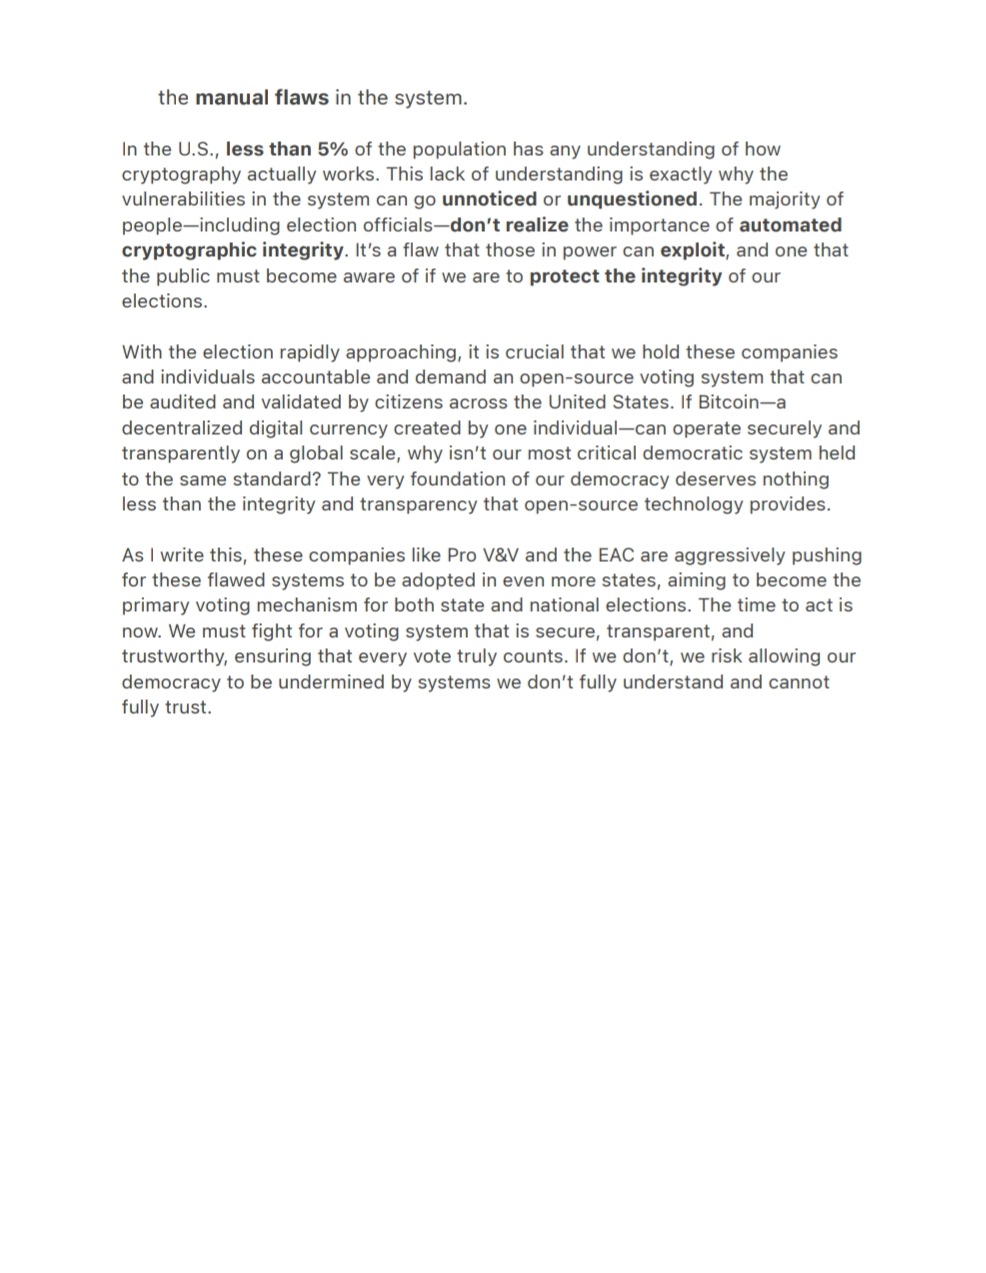 the manual flaws in the system.
In the U.S., less than 5% of the population has any understanding of how
cryptography actually works. This lack of understanding is exactly why the
vulnerabilities in the system can go unnoticed or unquestioned. The majority of
people—including election officials—don’t realize the importance of automated
cryptographic integrity. It’s a flaw that those in power can exploit, and one that
the public must become aware of if we are to protect the integrity of our
elections.
With the election rapidly approaching, it is crucial that we hold these companies
and individuals accountable and demand an open-source voting system that can
be audited and validated by citizens across the United States. If Bitcoin—a
decentralized digital currency created by one individual—can operate securely and
transparently on a global scale, why isn’t our most critical democratic system held
to the same standard? The very foundation of our democracy deserves nothing
less than the integrity and transparency that open-source technology provides.
As I write this, these companies like Pro V&V and the EAC are aggressively pushing
for these flawed systems to be adopted in even more states, aiming to become the
primary voting mechanism for both state and national elections. The time to act is
now. We must fight for a voting system that is secure, transparent, and
trustworthy, ensuring that every vote truly counts. If we don’t, we risk allowing our
democracy to be undermined by systems we don’t fully understand and cannot
fully trust.